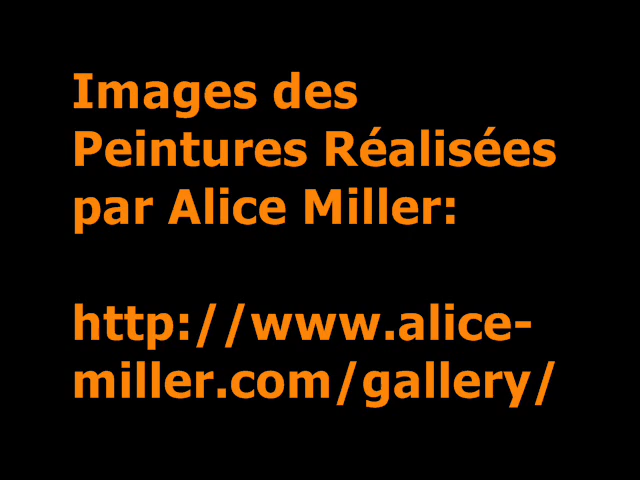 Images des
Peintures Réalisées
par Alice Miller:
http://www.alice-
miller.com/gallery/